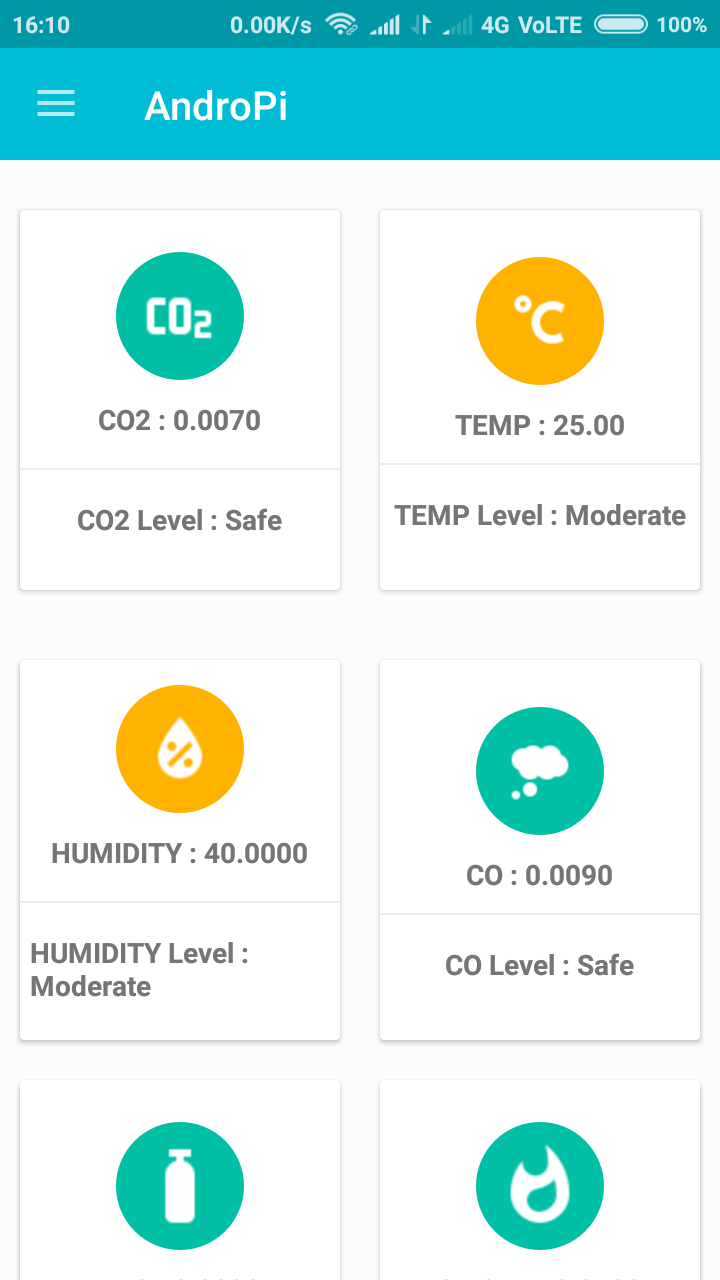 16:10 0.00K/s 4G VoLTE 100%
AndroPi
CO2
°C
CO2 : 0.0070
TEMP : 25.00
CO2 Level : Safe
TEMP Level : Moderate
%
HUMIDITY : 40.0000
CO : 0.0090
HUMIDITY Level :
Moderate
CO Level : Safe